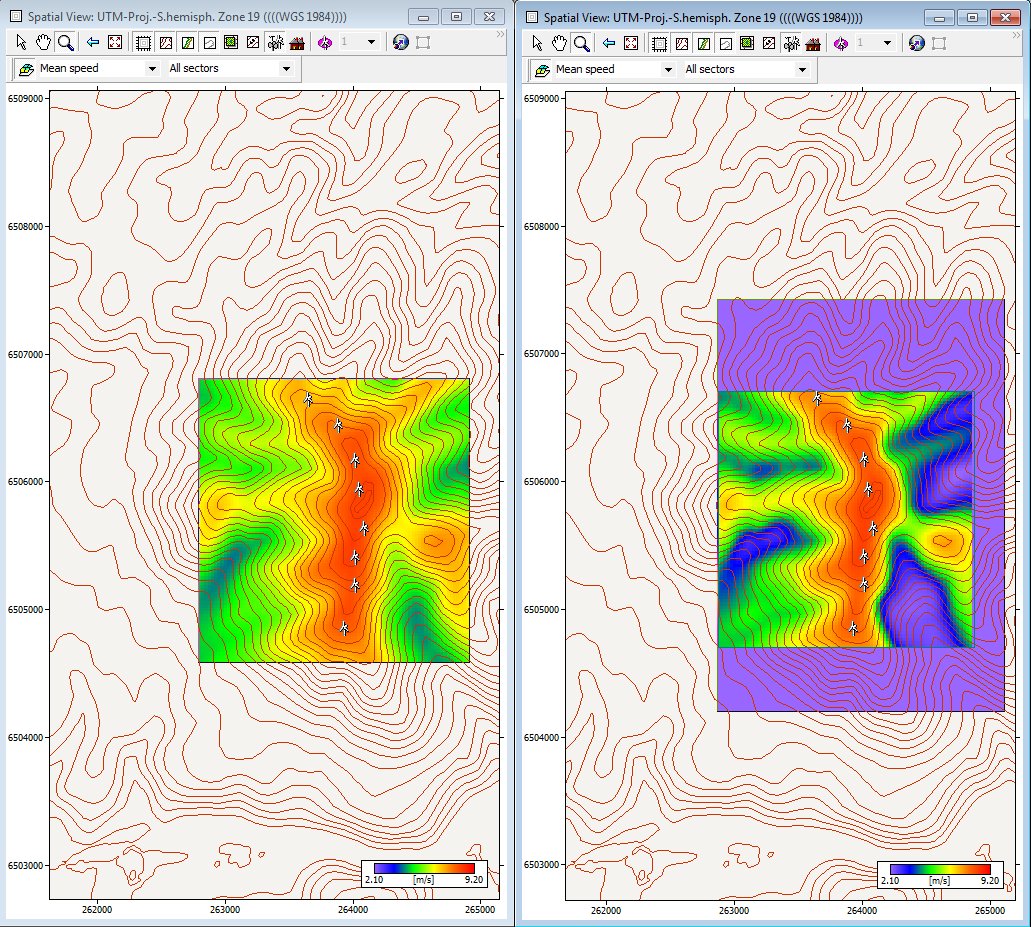 Spatial View: UTM-Proj.-S.hemisph. Zone 19 ((((WGS 1984))))
1
Mean speed All sectors
6509000
6508000
6507000
6506000
6505000
6504000
6503000
2.10 [m/s] 9.20
262000 263000 264000 265000
Spatial View: UTM-Proj.-S.hemisph. Zone 19 ((((WGS 1984))))
1
Mean speed All sectors
6509000
6508000
6507000
6506000
6505000
6504000
6503000
2.10 [m/s] 9.20
262000 263000 264000 265000